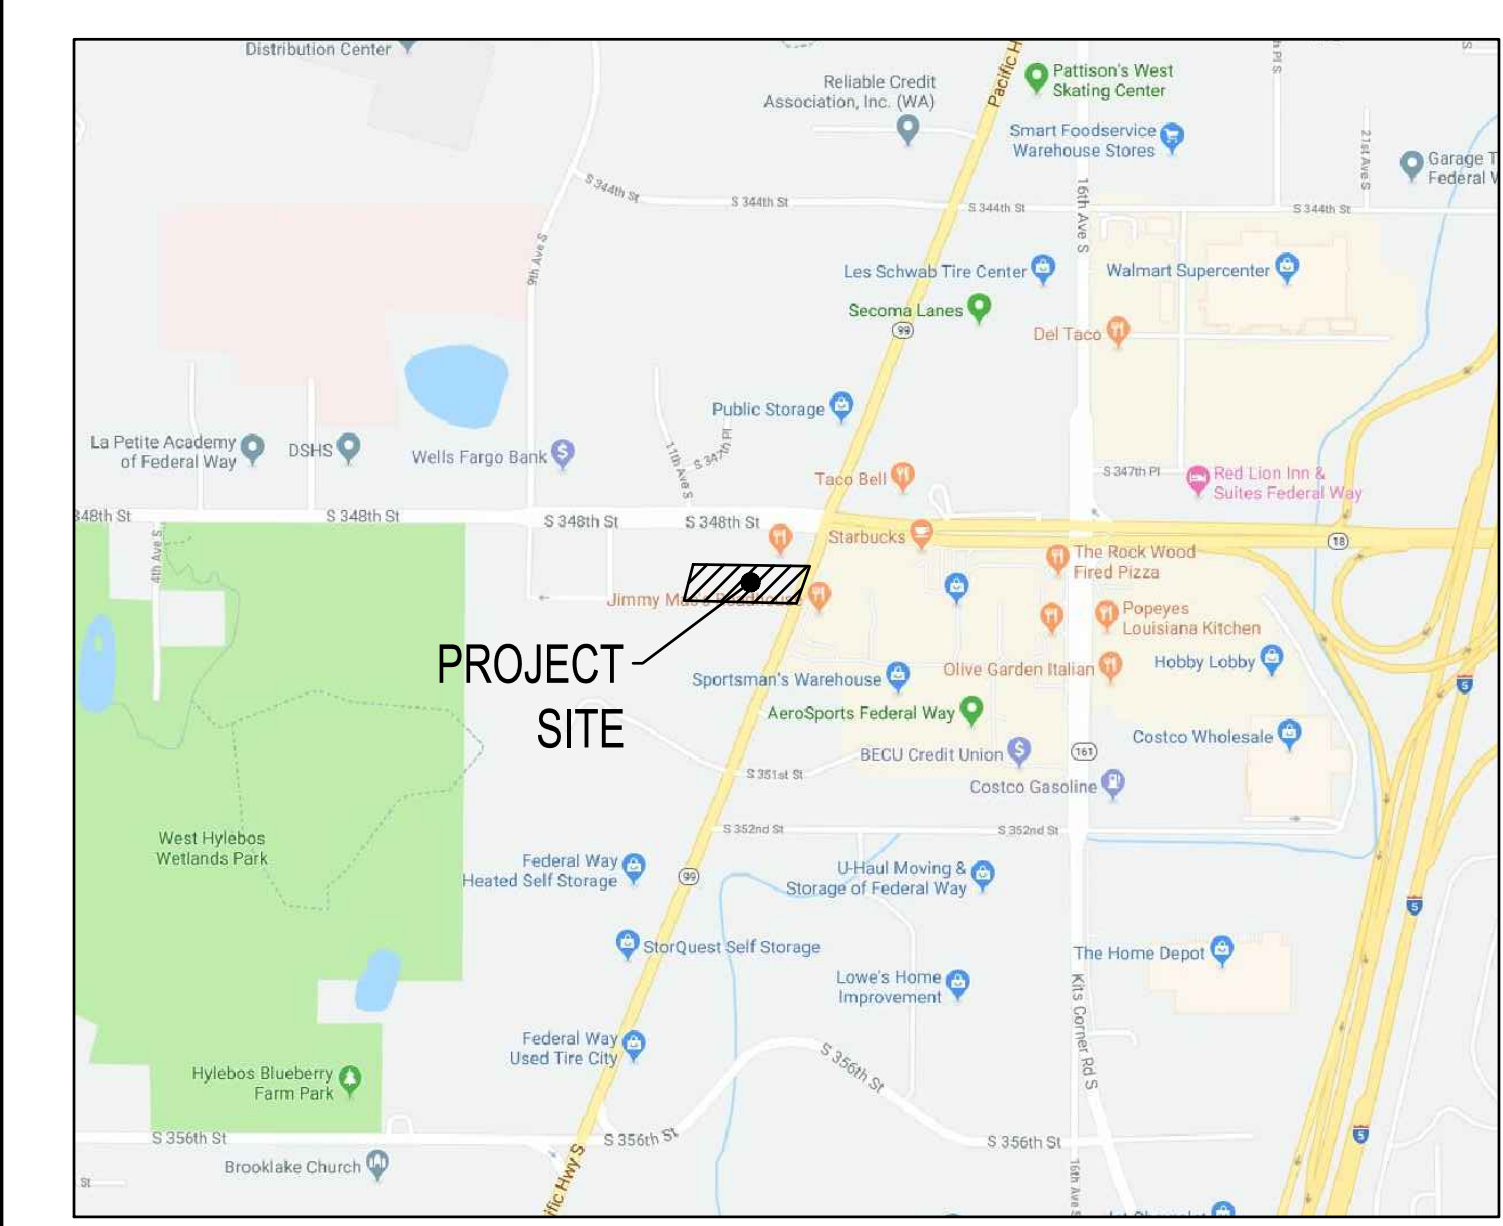 Distribution Center
Pacific H
Pattison's West
Skating Center
h Pl S
S
Reliable Credit
Association, Inc. (WA)
Smart Foodservice
Warehouse Stores
21st Ave S
Garage T
Federal W
S 344th St
S 344th St
S 344th St
S 344th St
16th Ave S
9th Ave S
Les Schwab Tire Center
Walmart Supercenter
Secoma Lanes
99
Del Taco
Public Storage
La Petite Academy
of Federal Way
DSHS
Wells Fargo Bank
11th Ave S
S 347th Pl
Taco Bell
S 347th Pl
Red Lion Inn &
Suites Federal Way
348th St
S 348th St
S 348th St
S 348th St
Starbucks
18
4th Ave S
The Rock Wood
Fired Pizza
Jimmy Mac's Roadhouse
Popeyes
Louisiana Kitchen
PROJECT
SITE
Olive Garden Italian
Hobby Lobby
Sportsman's Warehouse
5
AeroSports Federal Way
Costco Wholesale
BECU Credit Union
161
S 351st St
Costco Gasoline
S 352nd St
S 352nd St
West Hylebos
Wetlands Park
Federal Way
Heated Self Storage
99
U-Haul Moving &
Storage of Federal Way
5
StorQuest Self Storage
The Home Depot
Lowe's Home
Improvement
Kits Corner Rd S
Federal Way
Used Tire City
S 356th St
Hylebos Blueberry
Farm Park
S 356th St
S 356th St
S 356th St
5
Brooklake Church
ific Hwy S
16th Ave S
St